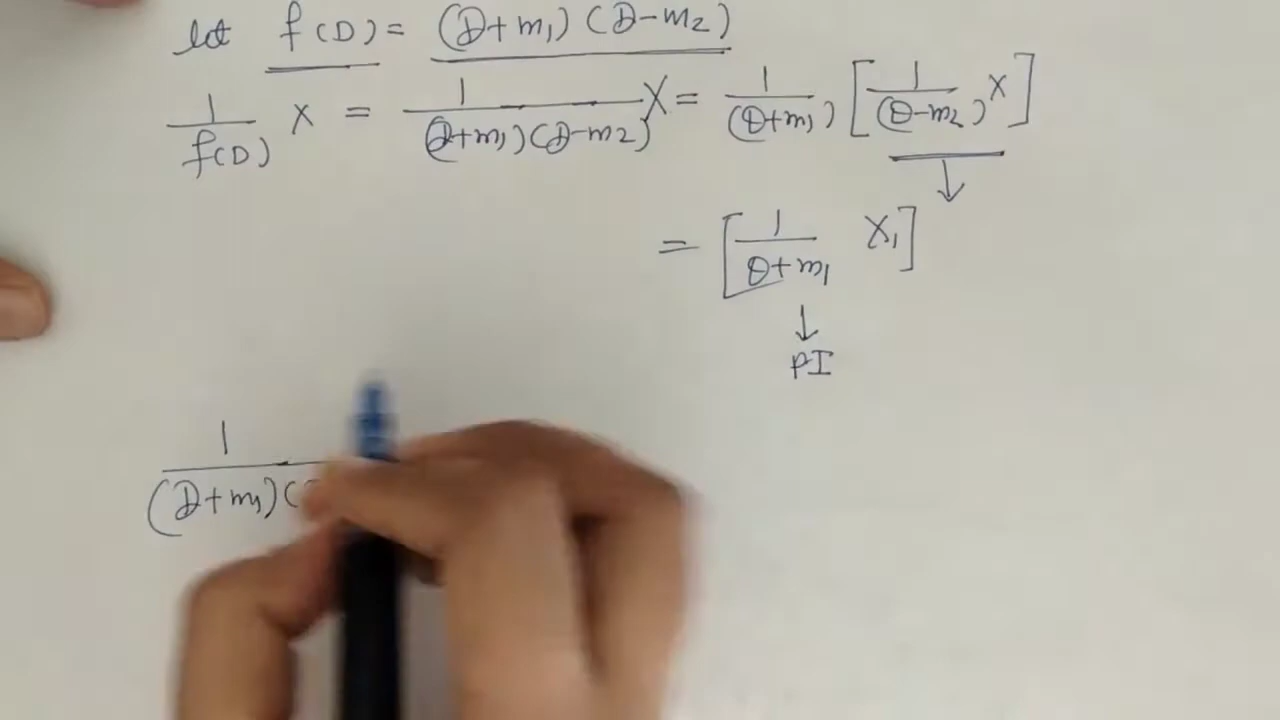 let f(D) = (D+m1) (D-m2)
1/f(D) X = 1/(D+m1)(D-m2) X = 1/(D+m1) [1/(D-m2) X]
↓
= [1/D+m1 X1]
↓
PI
1/(D+m1)(